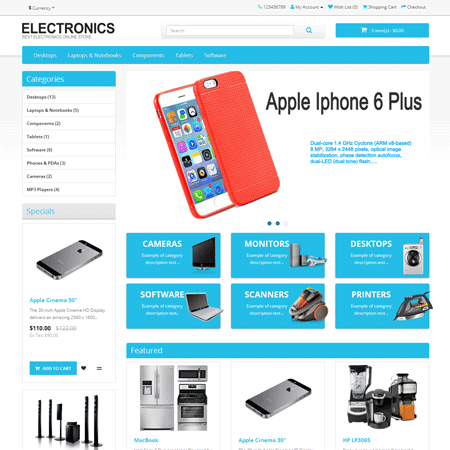 $ Currency
123456789 My Account Wish List (0) Shopping Cart Checkout
ELECTRONICS
BEST ELECTRONICS ONLINE STORE
0 item(s) - $0.00
Desktops Laptops & Notebooks Components Tablets Software
Categories
Desktops (13)
Laptops & Notebooks (5)
Components (2)
Tablets (1)
Software (0)
Phones & PDAs (3)
Cameras (2)
MP3 Players (4)
Apple Iphone 6 Plus
Dual-core 1.4 GHz Cyclone (ARM v8-based)
8 MP, 3264 x 2448 pixels, optical image
stabilization, phase detection autofocus,
dual-LED (dual tone) flash....
Specials
Apple Cinema 30"
The 30-inch Apple Cinema HD Display
delivers an amazing 2560 x 1600..
$110.00 $122.00
Ex Tax: $90.00
ADD TO CART
CAMERAS
Example of category
description text..
MONITORS
Example of category
description text..
DESKTOPS
Example of category
description text..
SOFTWARE
Example of category
description text..
SCANNERS
Example of category
description text..
PRINTERS
Example of category
description text..
Featured
MacBook
Apple Cinema 30"
HP LP3065